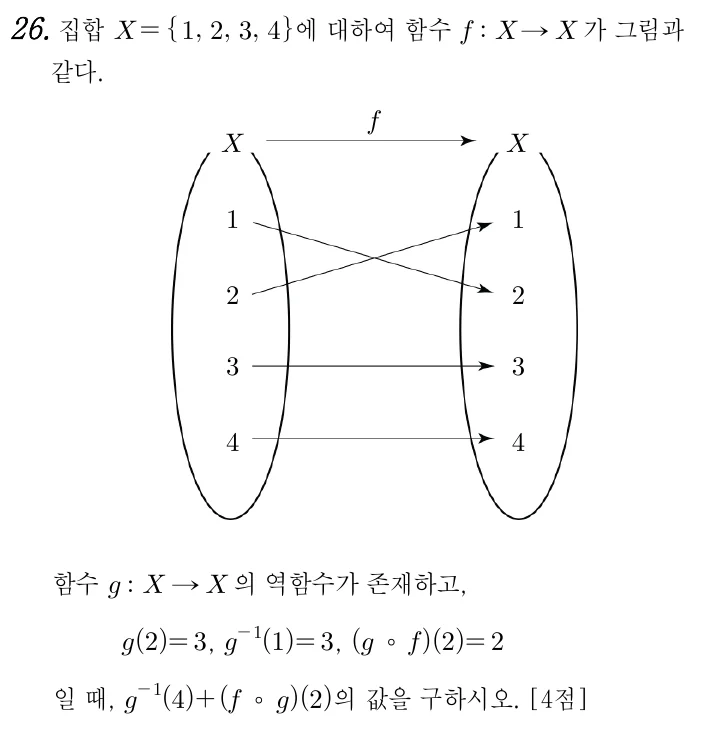 26. 집합 X={1, 2, 3, 4}에 대하여 함수 f : X → X 가 그림과
같다.
f
X X
1 1
2 2
3 3
4 4
함수 g : X → X 의 역함수가 존재하고,
g(2)=3, g⁻¹(1)=3, (g ∘ f)(2)=2
일 때, g⁻¹(4)+(f ∘ g)(2)의 값을 구하시오. [4점]